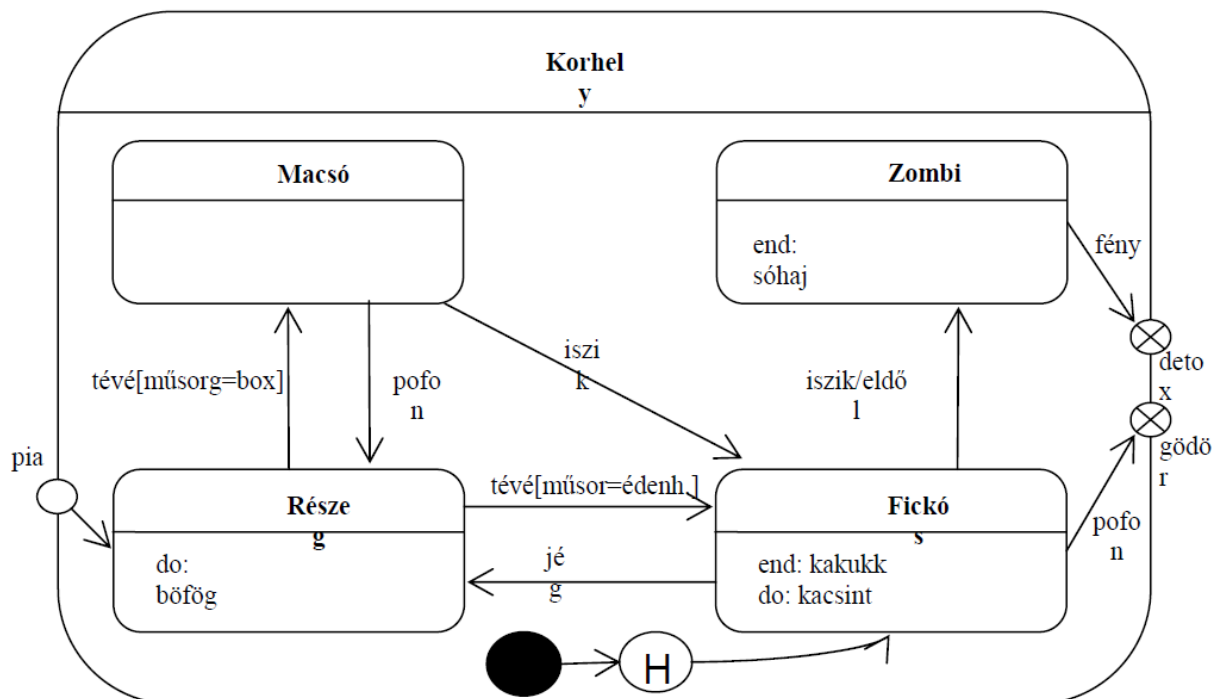 Korhel
y
Macsó
Zombi
end:
sóhaj
fény
iszi
k
tévé[műsorg=box]
pofo
n
iszik/eldő
l
deto
x
gödö
r
pia
Része
g
do:
böfög
tévé[műsor=édenh.]
jé
g
Fickó
s
end: kakukk
do: kacsint
pofo
n
H